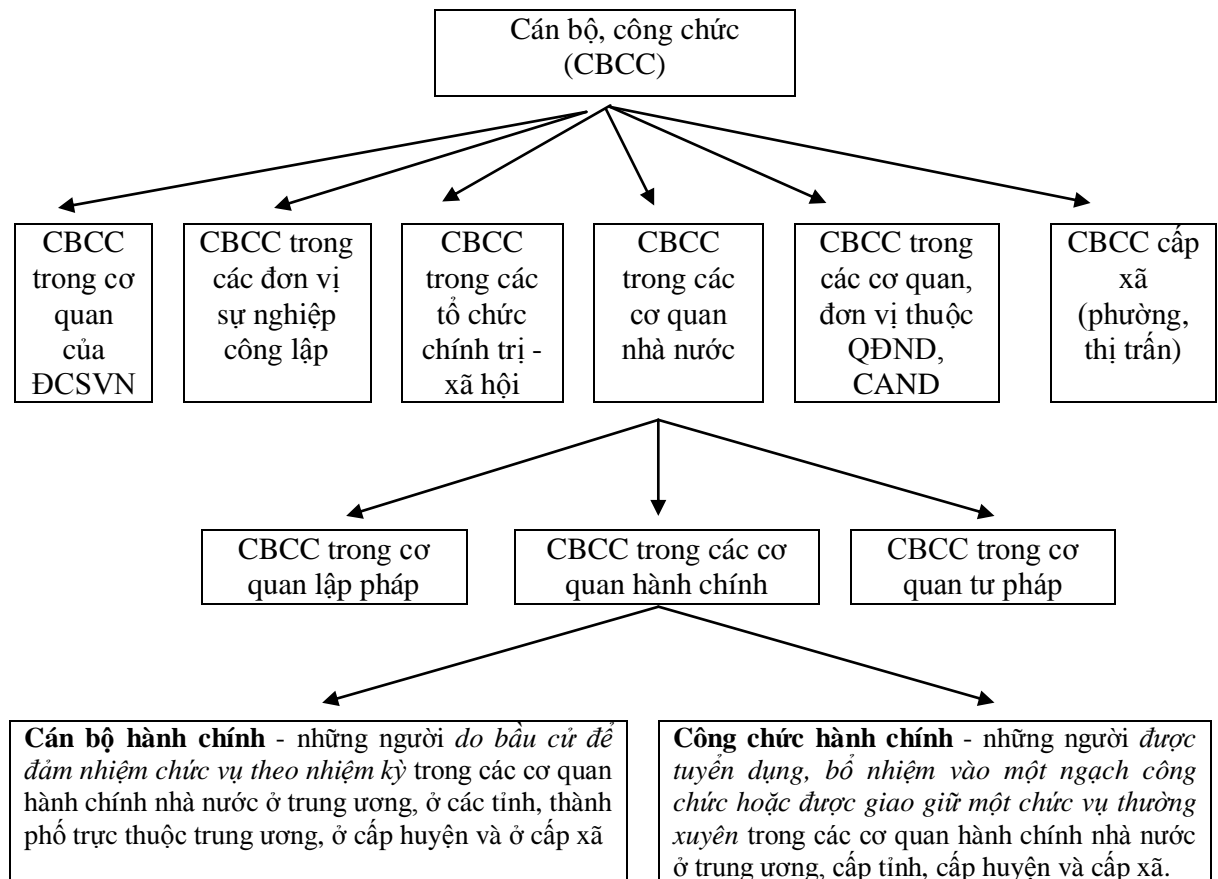 Cán bộ, công chức
(CBCC)
CBCC
trong cơ
quan
của
ĐCSVN
CBCC trong
các đơn vị
sự nghiệp
công lập
CBCC
trong các
tổ chức
chính trị -
xã hội
CBCC
trong các
cơ quan
nhà nước
CBCC trong
các cơ quan,
đơn vị thuộc
QĐND,
CAND
CBCC cấp
xã
(phường,
thị trấn)
CBCC trong cơ
quan lập pháp
CBCC trong các cơ
quan hành chính
CBCC trong cơ
quan tư pháp
Cán bộ hành chính - những người do bầu cử để
đảm nhiệm chức vụ theo nhiệm kỳ trong các cơ quan
hành chính nhà nước ở trung ương, ở các tỉnh, thành
phố trực thuộc trung ương, ở cấp huyện và ở cấp xã
Công chức hành chính - những người được
tuyển dụng, bổ nhiệm vào một ngạch công
chức hoặc được giao giữ một chức vụ thường
xuyên trong các cơ quan hành chính nhà nước
ở trung ương, cấp tỉnh, cấp huyện và cấp xã.